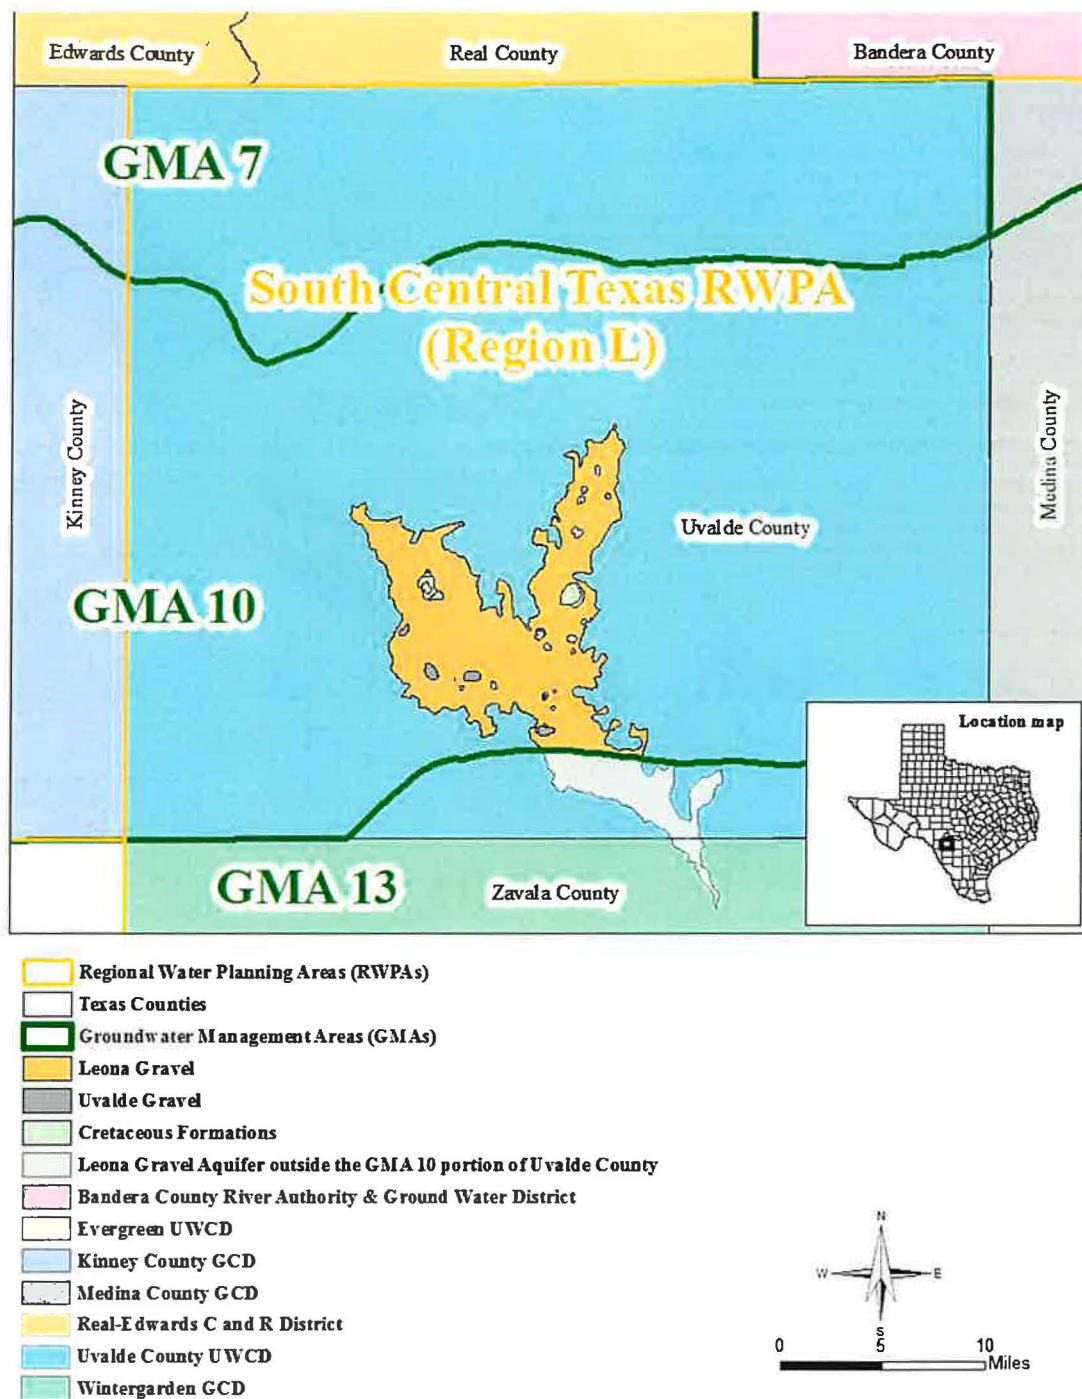 Edwards County
Real County
Bandera County
GMA 7
South Central Texas RWPA
(Region L)
Kinney County
Medina County
Uvalde County
GMA 10
Location map
GMA 13
Zavala County
Regional Water Planning Areas (RWPAs)
Texas Counties
Groundwater Management Areas (GMAs)
Leona Gravel
Uvalde Gravel
Cretaceous Formations
Leona Gravel Aquifer outside the GMA 10 portion of Uvalde County
Bandera County River Authority & Ground Water District
Evergreen UWCD
Kinney County GCD
Medina County GCD
Real-Edwards C and R District
Uvalde County UWCD
Wintergarden GCD
N
W E
S
0 5 10
Miles